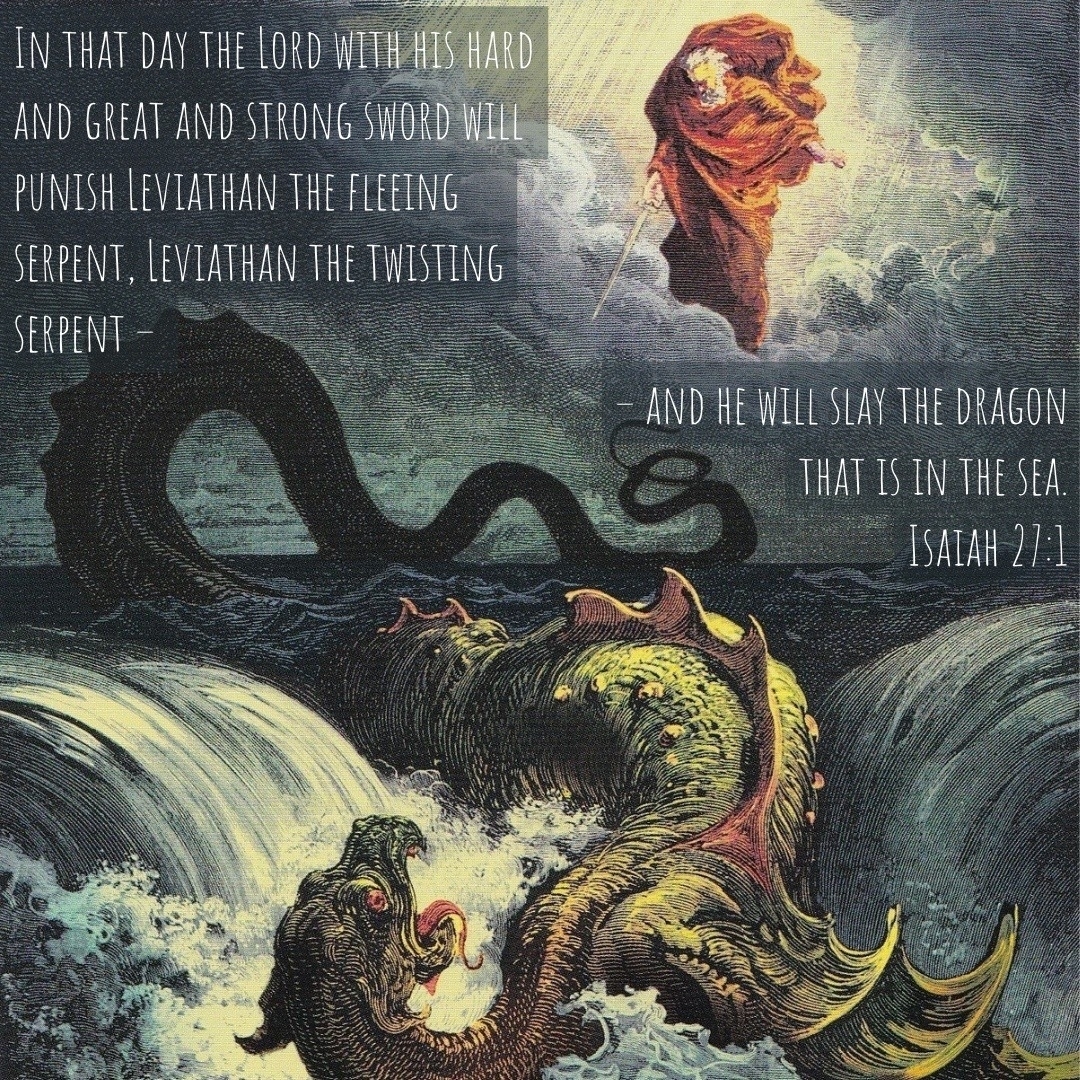 In that day the Lord with his hard
and great and strong sword will
punish Leviathan the fleeing
serpent, Leviathan the twisting
serpent –
– and he will slay the dragon
that is in the sea.
Isaiah 27:1